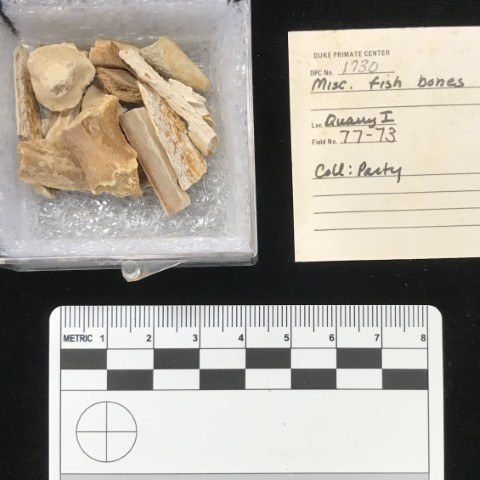 DUKE PRIMATE CENTER
DPC No. 1730
Misc. fish bones
Loc. Quarry I
Field No. 77-73
Coll: Party
METRIC 1 2 3 4 5 6 7 8